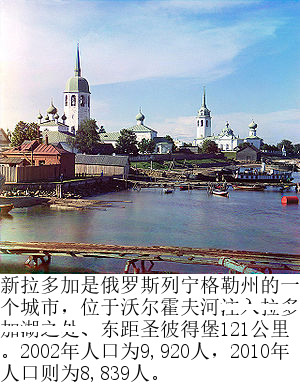 新拉多加是俄罗斯列宁格勒州的一
个城市，位于沃尔霍夫河注入拉多
加湖之处、东距圣彼得堡121公里
。2002年人口为9,920人，2010年
人口则为8,839人。